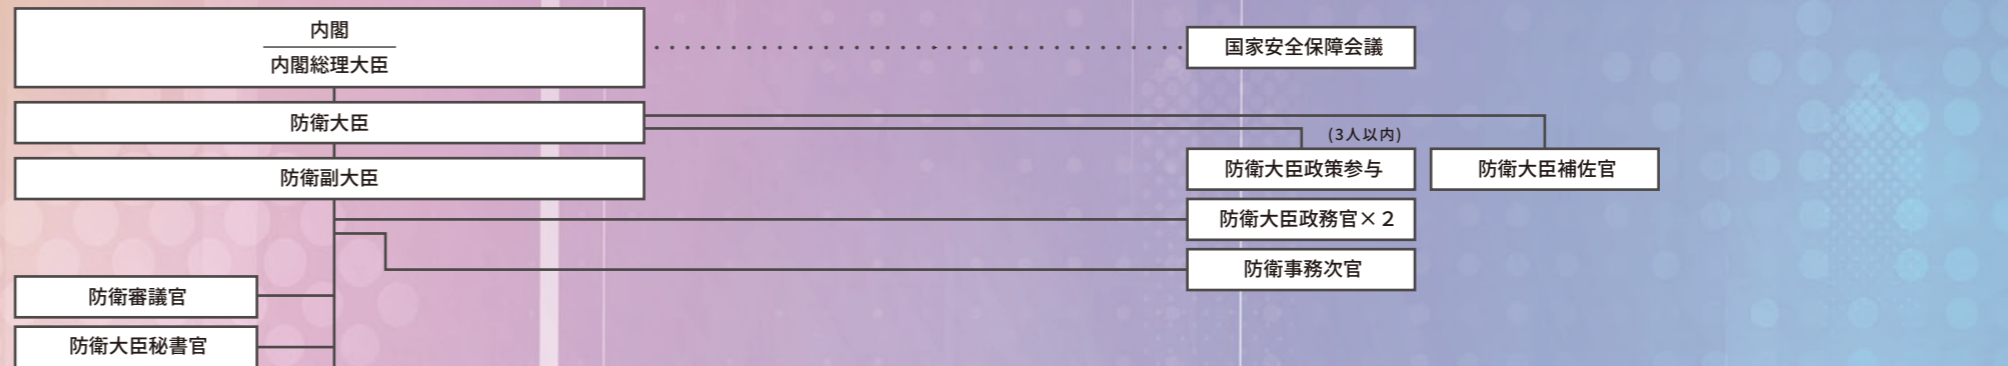 内閣
内閣総理大臣
国家安全保障会議
防衛大臣
(3人以内)
防衛副大臣
防衛大臣政策参与
防衛大臣補佐官
防衛大臣政務官×2
防衛事務次官
防衛審議官
防衛大臣秘書官